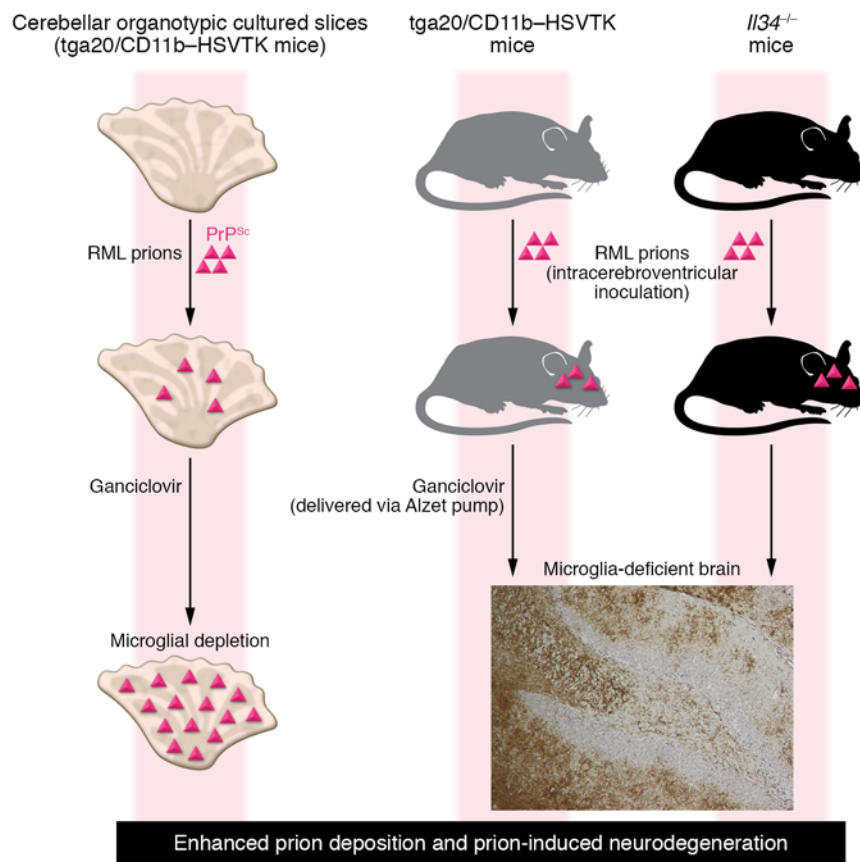 Cerebellar organotypic cultured slices
(tga20/CD11b–HSVTK mice)
tga20/CD11b–HSVTK
mice
Il34–/–
mice
PrPSc
RML prions
RML prions
(intracerebroventricular
inoculation)
Ganciclovir
Ganciclovir
(delivered via Alzet pump)
Microglia-deficient brain
Microglial depletion
Enhanced prion deposition and prion-induced neurodegeneration